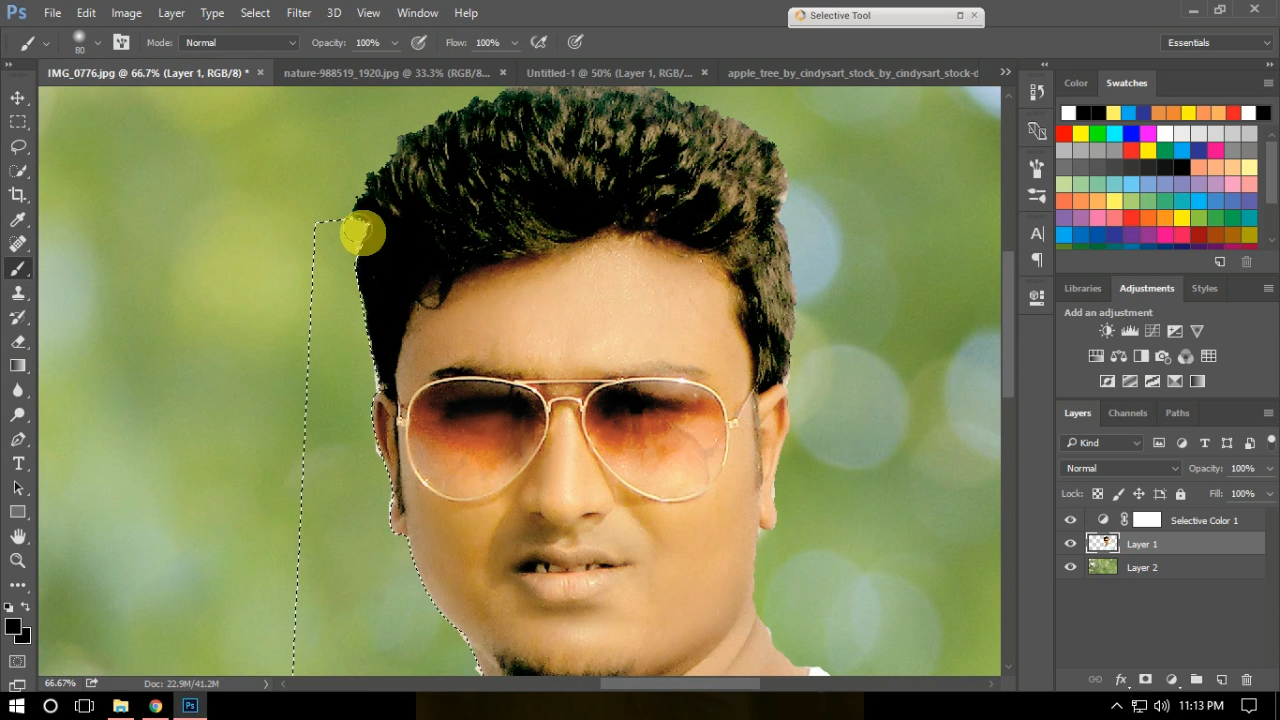 Ps File Edit Image Layer Type Select Filter 3D View Window Help
Selective Tool
80 Mode: Normal Opacity: 100% Flow: 100% Essentials
IMG_0776.jpg @ 66.7% (Layer 1, RGB/8) * × nature-988519_1920.jpg @ 33.3% (RGB/8... × Untitled-1 @ 50% (Layer 1, RGB/... × apple_tree_by_cindysart_stock_by_cindysart_stock-d
Color Swatches
Libraries Adjustments Styles
Add an adjustment
Layers Channels Paths
Kind
Normal Opacity: 100%
Lock: Fill: 100%
Selective Color 1
Layer 1
Layer 2
66.67% Doc: 22.9M/41.2M
Ps 11:13 PM